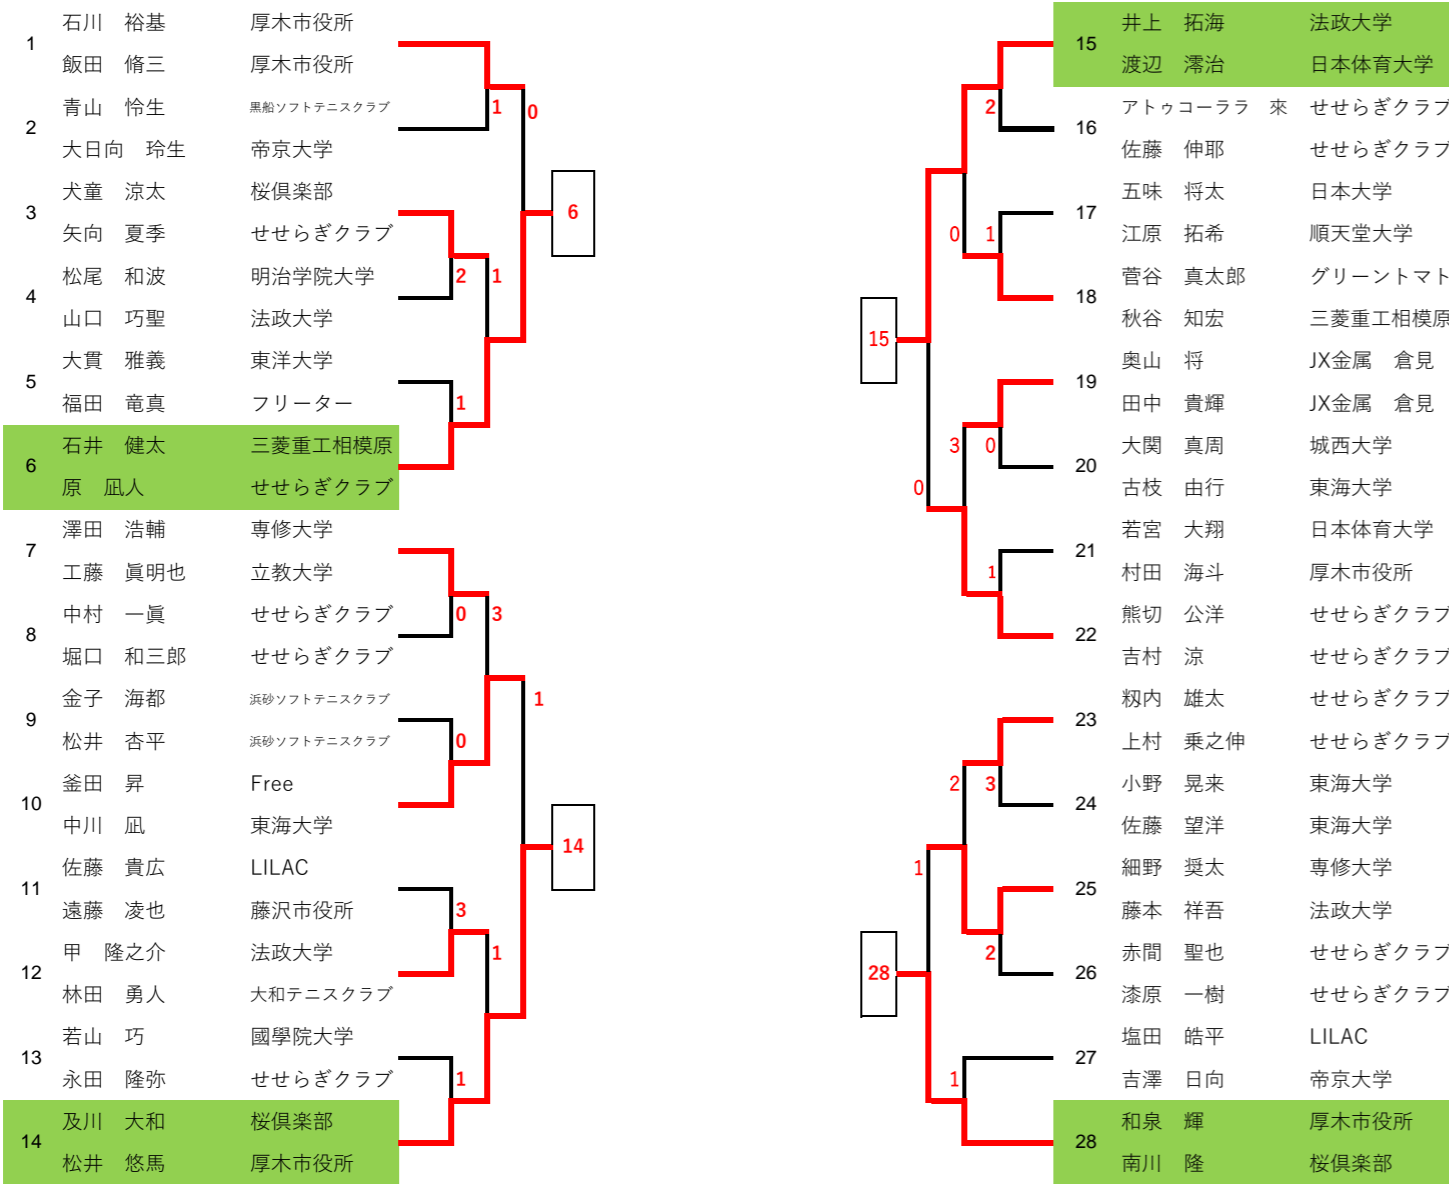 1
石川　裕基　厚木市役所
飯田　脩三　厚木市役所
2
青山　怜生　黒船ソフトテニスクラブ
大日向　玲生　帝京大学
3
犬童　涼太　桜倶楽部
矢向　夏季　せせらぎクラブ
4
松尾　和波　明治学院大学
山口　巧聖　法政大学
5
大貫　雅義　東洋大学
福田　竜真　フリーター
6
石井　健太　三菱重工相模原
原　凪人　せせらぎクラブ
7
澤田　浩輔　専修大学
工藤　眞明也　立教大学
8
中村　一眞　せせらぎクラブ
堀口　和三郎　せせらぎクラブ
9
金子　海都　浜砂ソフトテニスクラブ
松井　杏平　浜砂ソフトテニスクラブ
10
釜田　昇　Free
中川　凪　東海大学
11
佐藤　貴広　LILAC
遠藤　凌也　藤沢市役所
12
甲　隆之介　法政大学
林田　勇人　大和テニスクラブ
13
若山　巧　國學院大学
永田　隆弥　せせらぎクラブ
14
及川　大和　桜倶楽部
松井　悠馬　厚木市役所
1
0
2
1
1
6
0
3
0
1
3
1
1
14
15
井上　拓海　法政大学
渡辺　澪治　日本体育大学
16
アトゥコーララ　來　せせらぎクラブ
佐藤　伸耶　せせらぎクラブ
17
五味　将太　日本大学
江原　拓希　順天堂大学
18
菅谷　真太郎　グリーントマト
秋谷　知宏　三菱重工相模原
19
奥山　将　JX金属　倉見
田中　貴輝　JX金属　倉見
20
大関　真周　城西大学
古枝　由行　東海大学
21
若宮　大翔　日本体育大学
村田　海斗　厚木市役所
22
熊切　公洋　せせらぎクラブ
吉村　涼　せせらぎクラブ
23
籾内　雄太　せせらぎクラブ
上村　乗之伸　せせらぎクラブ
24
小野　晃来　東海大学
佐藤　望洋　東海大学
25
細野　奨太　専修大学
藤本　祥吾　法政大学
26
赤間　聖也　せせらぎクラブ
漆原　一樹　せせらぎクラブ
27
塩田　皓平　LILAC
吉澤　日向　帝京大学
28
和泉　輝　厚木市役所
南川　隆　桜倶楽部
2
0
1
15
3
0
0
1
2
3
1
2
28
1